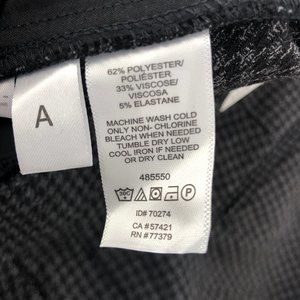 A
62% POLYESTER/
POLIÉSTER
33% VISCOSE/
VISCOSA
5% ELASTANE
MACHINE WASH COLD
ONLY NON- CHLORINE
BLEACH WHEN NEEDED
TUMBLE DRY LOW
COOL IRON IF NEEDED
OR DRY CLEAN
485550
30C P
ID# 70274
CA # 57421
RN # 77379